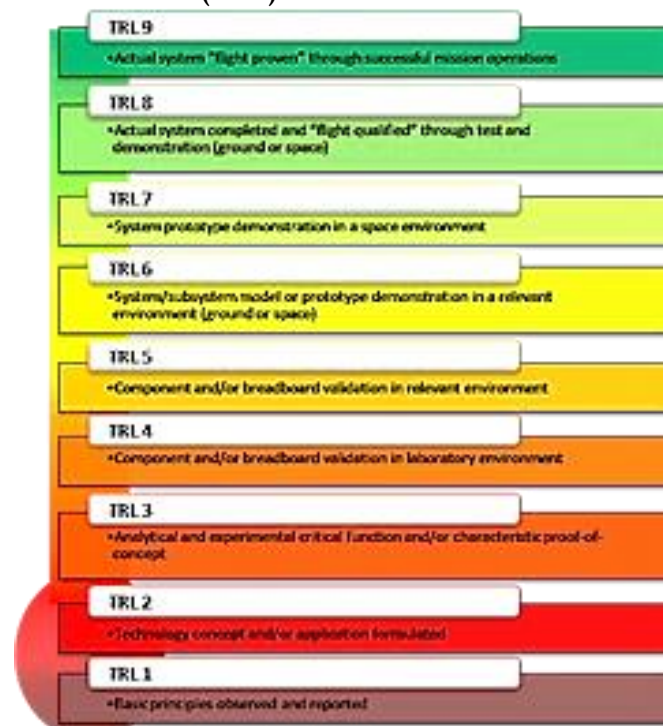 TRL 9
•Actual system "flight proven" through successful mission operations
TRL 8
•Actual system completed and "flight qualified" through test and
demonstration (ground or space)
TRL 7
•System prototype demonstration in a space environment
TRL 6
•System/subsystem model or prototype demonstration in a relevant
environment (ground or space)
TRL 5
•Component and/or breadboard validation in relevant environment
TRL 4
•Component and/or breadboard validation in laboratory environment
TRL 3
•Analytical and experimental critical function and/or characteristic proof-of-
concept
TRL 2
•Technology concept and/or application formulated
TRL 1
•Basic principles observed and reported